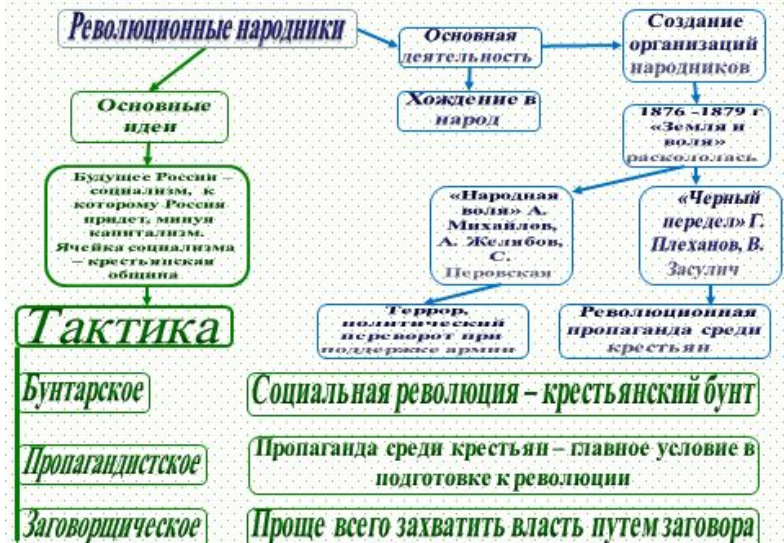 Революционные народники
Основная
деятельность
Создание
организаций
народников
Хождение в
народ
Основные
идеи
1876 –1879 г
«Земля и
воля»
раскололась
Будущее России –
социализм, к
которому Россия
придет, минуя
капитализм.
Ячейка социализма
– крестьянская
община
«Народная
воля» А.
Михайлов,
А. Желябов,
С.
Перовская
«Черный
передел» Г.
Плеханов, В.
Засулич
Террор,
политический
переворот при
поддержке армии
Революционная
пропаганда среди
крестьян
Тактика
Бунтарское
Социальная революция – крестьянский бунт
Пропагандистское
Пропаганда среди крестьян – главное условие в
подготовке к революции
Заговорщическое
Проще всего захватить власть путем заговора